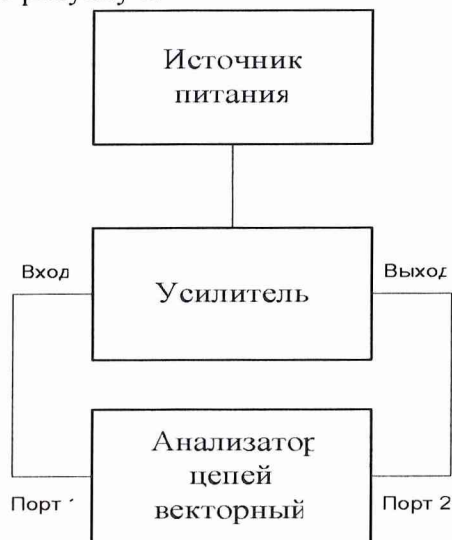 Источник
питания
Вход
Усилитель
Выход
Анализатор
цепей
векторный
Порт
Порт 2